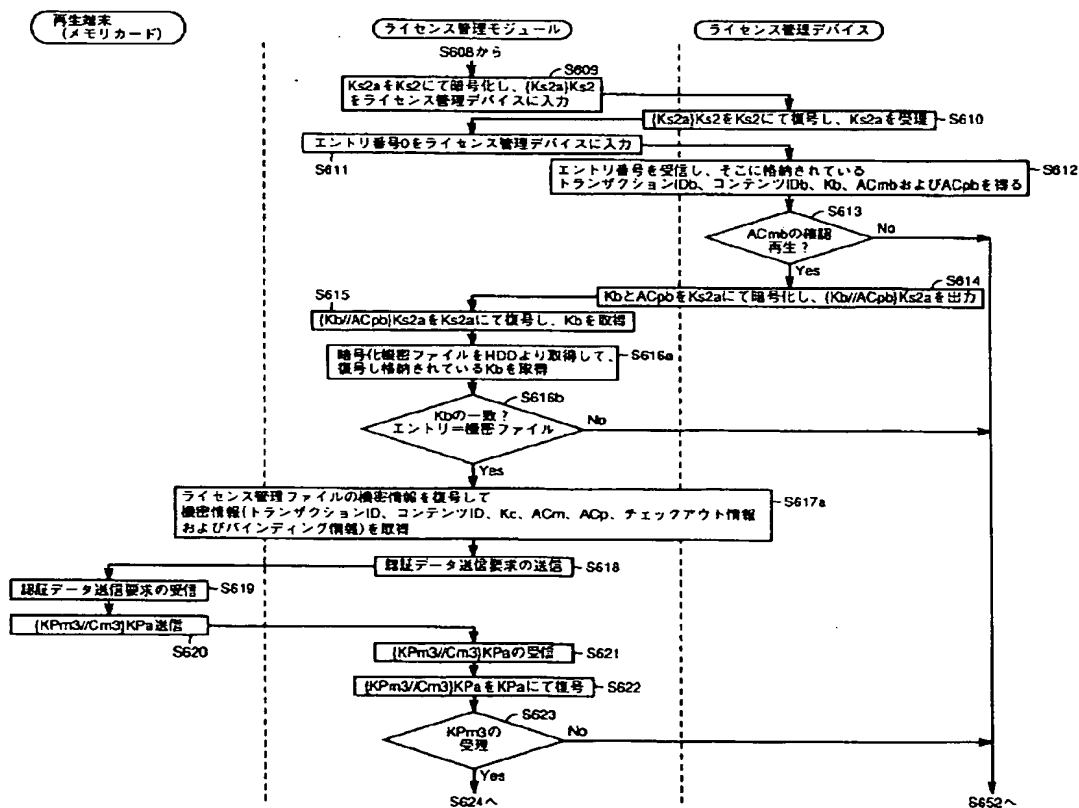 再生端末
（メモリカード）
ライセンス管理モジュール
ライセンス管理デバイス
S608から
S609
Ks2aをKs2にて暗号化し、{Ks2a}Ks2
をライセンス管理デバイスに入力
{Ks2a}Ks2をKs2にて復号し、Ks2aを受理
S610
エントリ番号0をライセンス管理デバイスに入力
S611
エントリ番号を受信し、そこに格納されている
トランザクションIDb、コンテンツIDb、Kb、ACmbおよびACpbを得る
S612
S613
ACmbの確認
再生？
No
Yes
S614
KbとACpbをKs2aにて暗号化し、{Kb//ACpb}Ks2aを出力
S615
{Kb//ACpb}Ks2aをKs2aにて復号し、Kbを取得
暗号化機密ファイルをHDDより取得して、
復号し格納されているKbを取得
S616a
S616b
Kbの一致？
エントリ＝機密ファイル
No
Yes
ライセンス管理ファイルの機密情報を復号して
機密情報（トランザクションID、コンテンツID、Kc、ACm、ACp、チェックアウト情報
およびバインディング情報）を取得
S617a
認証データ送信要求の送信
S618
認証データ送信要求の受信
S619
{KPm3//Cm3}KPa送信
S620
{KPm3//Cm3}KPaの受信
S621
{KPm3//Cm3}KPaをKPaにて復号
S622
S623
KPm3の
受理
No
Yes
S624へ
S652へ